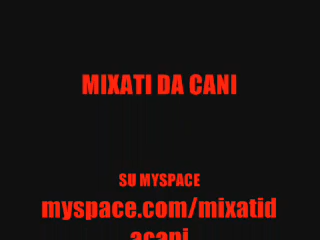 MIXATI DA CANI
SU MYSPACE
myspace.com/mixatid
acani